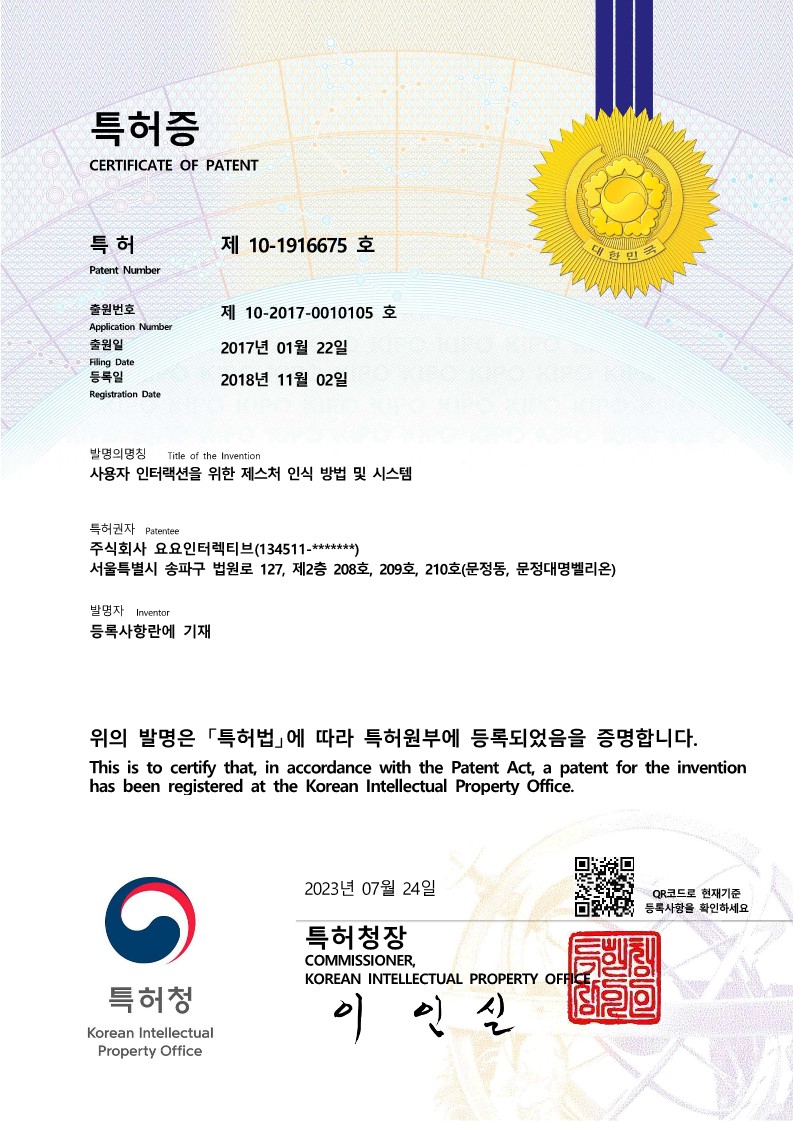 특허증
CERTIFICATE OF PATENT
대한민국
특 허 제 10-1916675 호
Patent Number
출원번호 제 10-2017-0010105 호
Application Number
출원일 2017년 01월 22일
Filing Date
등록일 2018년 11월 02일
Registration Date
KIPO KIPO KIPO KIPO
발명의명칭 Title of the Invention
사용자 인터랙션을 위한 제스처 인식 방법 및 시스템
특허권자 Patentee
주식회사 요요인터렉티브(134511-*******)
서울특별시 송파구 법원로 127, 제2층 208호, 209호, 210호(문정동, 문정대명벨리온)
발명자 Inventor
등록사항란에 기재
위의 발명은 「특허법」에 따라 특허원부에 등록되었음을 증명합니다.
This is to certify that, in accordance with the Patent Act, a patent for the invention
has been registered at the Korean Intellectual Property Office.
2023년 07월 24일
QR코드로 현재기준
등록사항을 확인하세요
특허청장
COMMISSIONER,
KOREAN INTELLECTUAL PROPERTY OFFICE
이 인 실
특허청
Korean Intellectual
Property Office